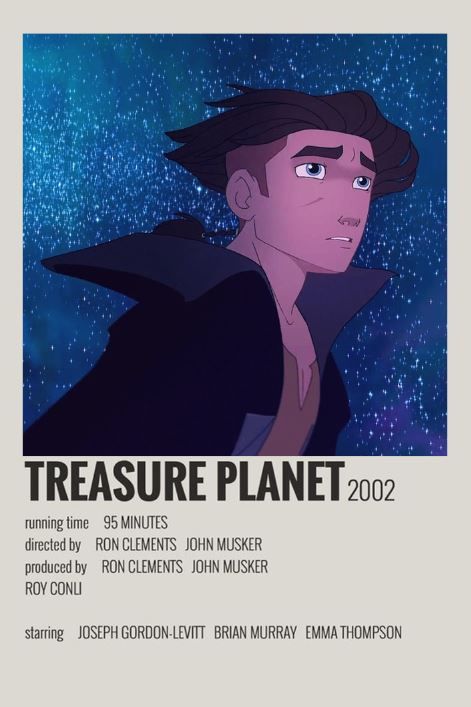 TREASURE PLANET 2002
running time 95 MINUTES
directed by RON CLEMENTS JOHN MUSKER
produced by RON CLEMENTS JOHN MUSKER
ROY CONLI
starring JOSEPH GORDON-LEVITT BRIAN MURRAY EMMA THOMPSON